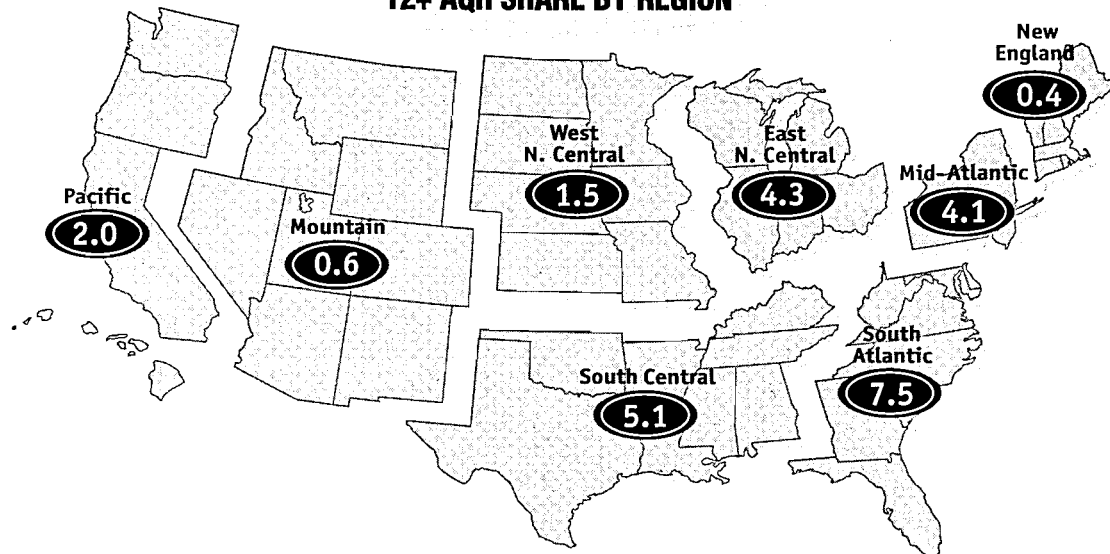 12+ AQH SHARE BY REGION
New
England
0.4
West
N. Central
1.5
East
N. Central
4.3
Mid-Atlantic
4.1
Pacific
2.0
Mountain
0.6
South
Atlantic
7.5
South Central
5.1